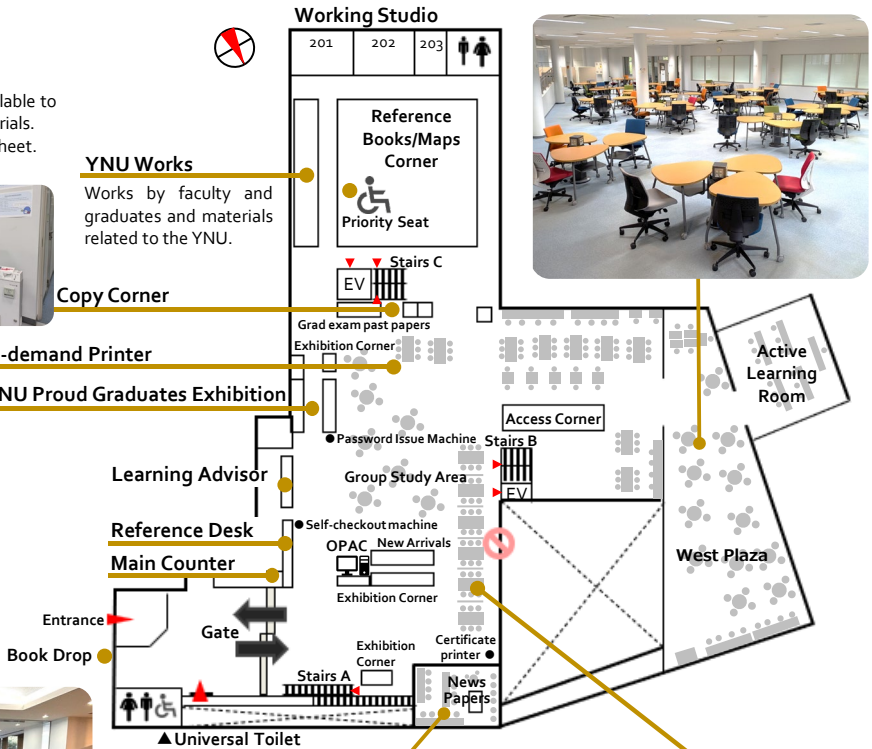 Working Studio
201
202
203
lable to
rials.
heet.
Reference
Books/Maps
Corner
YNU Works
Works by faculty and
graduates and materials
related to the YNU.
Priority Seat
Stairs C
EV
Copy Corner
Grad exam past papers
Exhibition Corner
-demand Printer
Active
Learning
Room
NU Proud Graduates Exhibition
Access Corner
Password Issue Machine
Stairs B
Learning Advisor
Group Study Area
EV
Reference Desk
Self-checkout machine
OPAC
New Arrivals
Main Counter
West Plaza
Exhibition Corner
Entrance
Gate
Book Drop
Certificate
printer
Exhibition
Corner
Stairs A
News
Papers
Universal Toilet